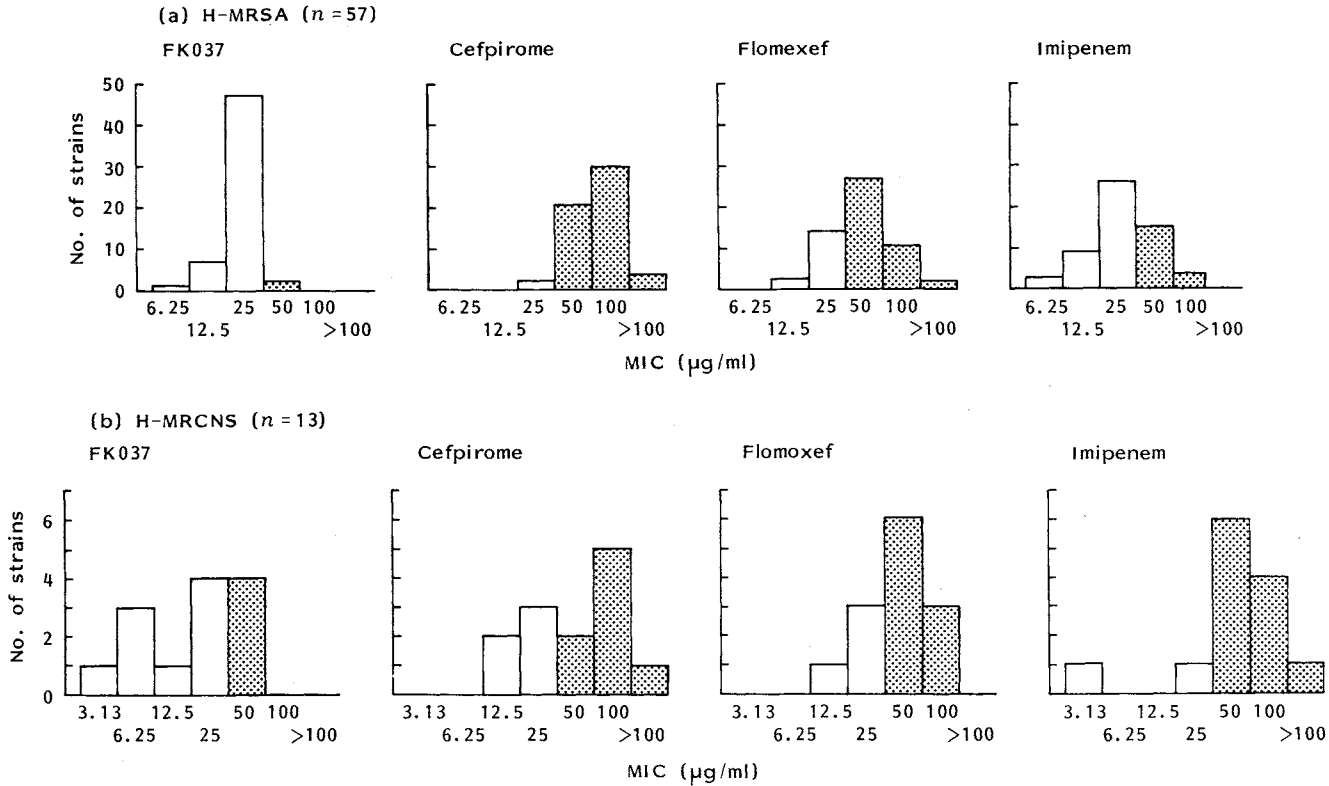 (a) H-MRSA (n = 57)
FK037 Cefpirome Flomexef Imipenem
50
40
30
20
10
0
No. of strains
6.25 25 50 100 6.25 25 50 100 6.25 25 50 100 6.25 25 50 100
12.5 >100 12.5 >100 12.5 >100 12.5 >100
MIC (µg/ml)
(b) H-MRCNS (n = 13)
FK037 Cefpirome Flomoxef Imipenem
6
4
2
0
No. of strains
3.13 12.5 50 100 3.13 12.5 50 100 3.13 12.5 50 100 3.13 12.5 50 100
6.25 25 >100 6.25 25 >100 6.25 25 >100 6.25 25 >100
MIC (µg/ml)